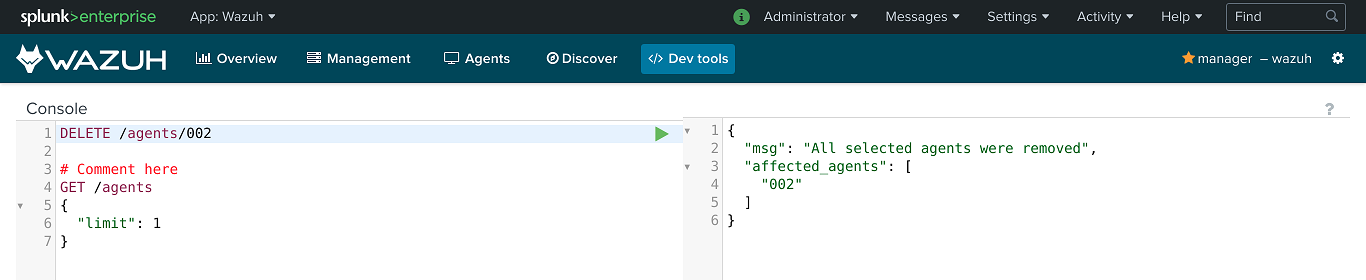 splunk>enterprise App: Wazuh Administrator Messages Settings Activity Help Find
WAZUH Overview Management Agents Discover </> Dev tools manager – wazuh
Console ?
1 DELETE /agents/002
2
3 # Comment here
4 GET /agents
5 {
6 "limit": 1
7 }
1 {
2 "msg": "All selected agents were removed",
3 "affected_agents": [
4 "002"
5 ]
6 }